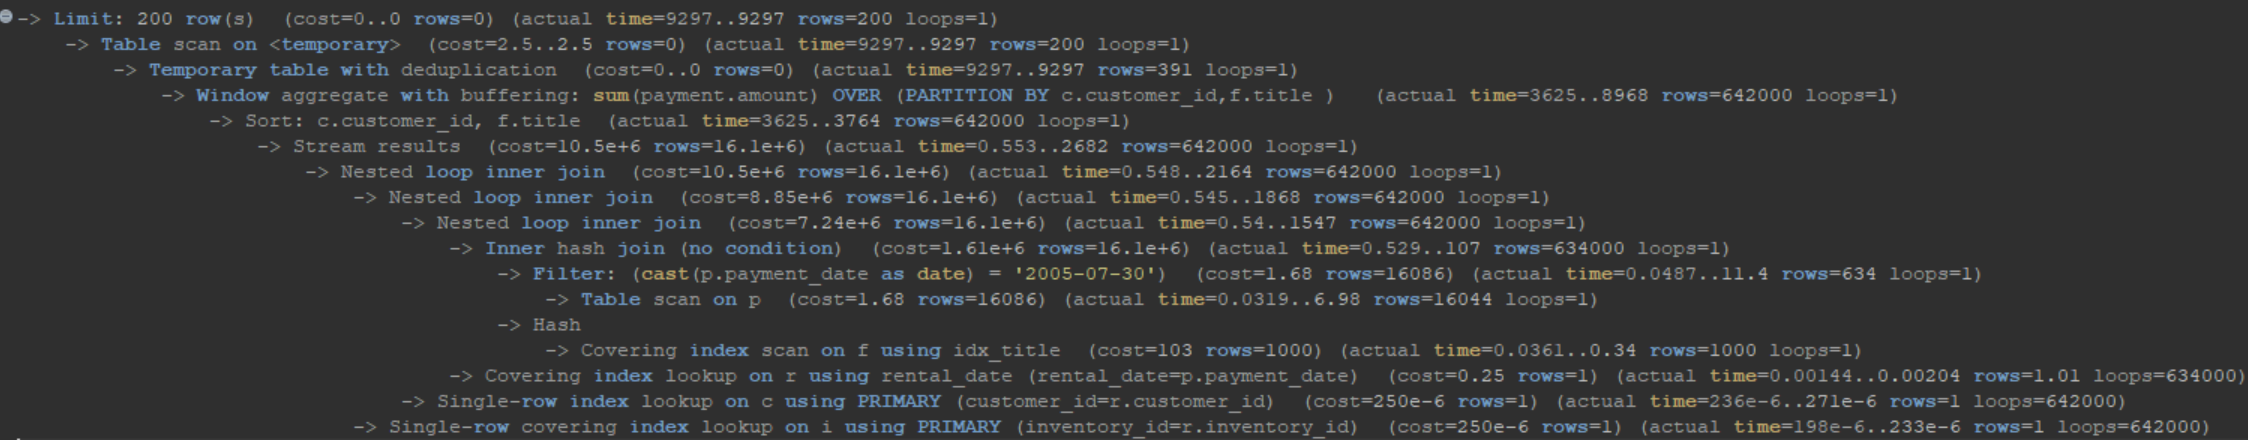 -> Limit: 200 row(s)  (cost=0..0 rows=0) (actual time=9297..9297 rows=200 loops=1)
-> Table scan on <temporary>  (cost=2.5..2.5 rows=0) (actual time=9297..9297 rows=200 loops=1)
-> Temporary table with deduplication  (cost=0..0 rows=0) (actual time=9297..9297 rows=391 loops=1)
-> Window aggregate with buffering: sum(payment.amount) OVER (PARTITION BY c.customer_id,f.title )   (actual time=3625..8968 rows=642000 loops=1)
-> Sort: c.customer_id, f.title  (actual time=3625..3764 rows=642000 loops=1)
-> Stream results  (cost=10.5e+6 rows=16.1e+6) (actual time=0.553..2682 rows=642000 loops=1)
-> Nested loop inner join  (cost=10.5e+6 rows=16.1e+6) (actual time=0.548..2164 rows=642000 loops=1)
-> Nested loop inner join  (cost=8.85e+6 rows=16.1e+6) (actual time=0.545..1868 rows=642000 loops=1)
-> Nested loop inner join  (cost=7.24e+6 rows=16.1e+6) (actual time=0.54..1547 rows=642000 loops=1)
-> Inner hash join (no condition)  (cost=1.61e+6 rows=16.1e+6) (actual time=0.529..107 rows=634000 loops=1)
-> Filter: (cast(p.payment_date as date) = '2005-07-30')  (cost=1.68 rows=16086) (actual time=0.0487..11.4 rows=634 loops=1)
-> Table scan on p  (cost=1.68 rows=16086) (actual time=0.0319..6.98 rows=16044 loops=1)
-> Hash
-> Covering index scan on f using idx_title  (cost=103 rows=1000) (actual time=0.0361..0.34 rows=1000 loops=1)
-> Covering index lookup on r using rental_date (rental_date=p.payment_date)  (cost=0.25 rows=1) (actual time=0.00144..0.00204 rows=1.01 loops=634000)
-> Single-row index lookup on c using PRIMARY (customer_id=r.customer_id)  (cost=250e-6 rows=1) (actual time=236e-6..271e-6 rows=1 loops=642000)
-> Single-row covering index lookup on i using PRIMARY (inventory_id=r.inventory_id)  (cost=250e-6 rows=1) (actual time=198e-6..233e-6 rows=1 loops=642000)